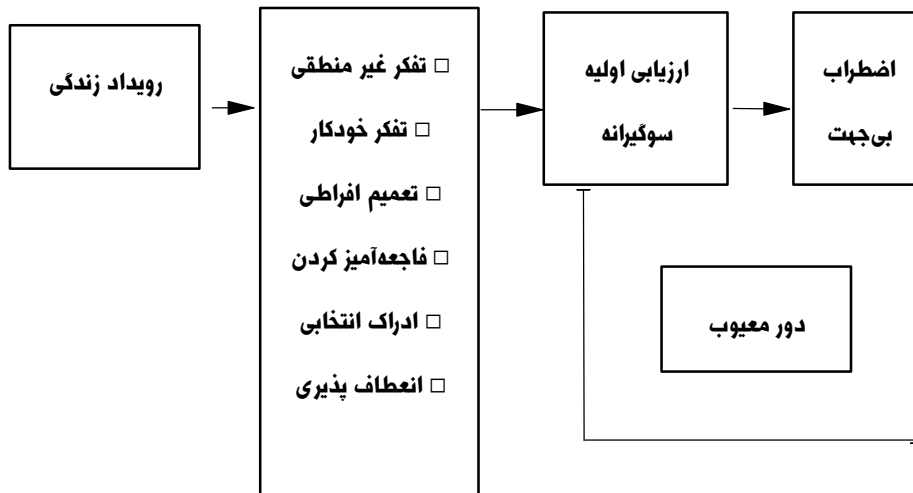 رویداد زندگی
□ تفکر غیر منطقی
□ تفکر خودکار
□ تعمیم افراطی
□ فاجعه‌آمیز کردن
□ ادراک انتخابی
□ انعطاف پذیری
ارزیابی اولیه
سوگیرانه
اضطراب
بی‌جهت
دور معیوب